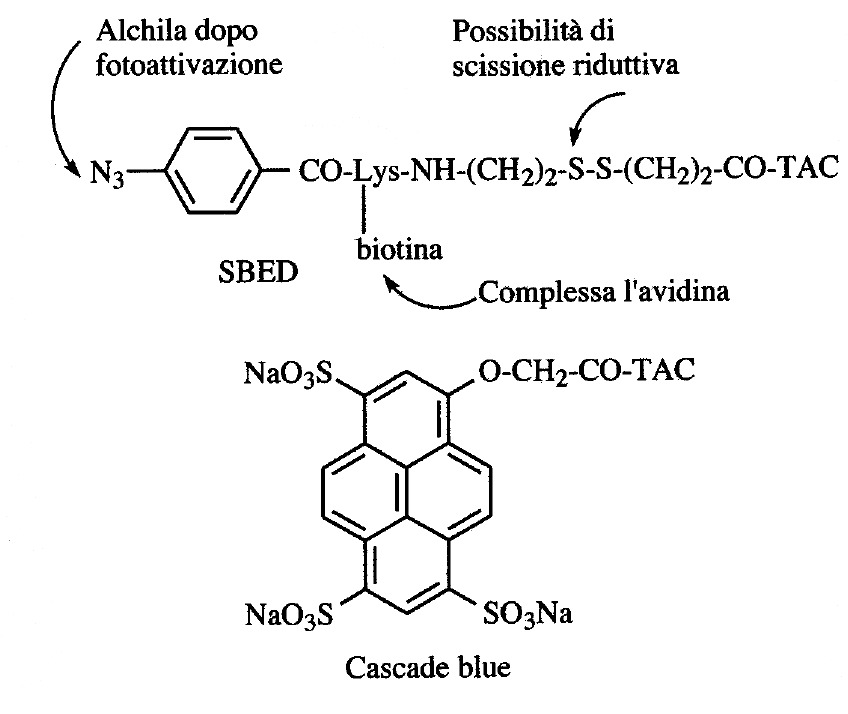 Alchila dopo
fotoattivazione
Possibilità di
scissione riduttiva
N3 CO-Lys-NH-(CH2)2-S-S-(CH2)2-CO-TAC
biotina
SBED
Complessa l'avidina
NaO3S O-CH2-CO-TAC
NaO3S SO3Na
Cascade blue